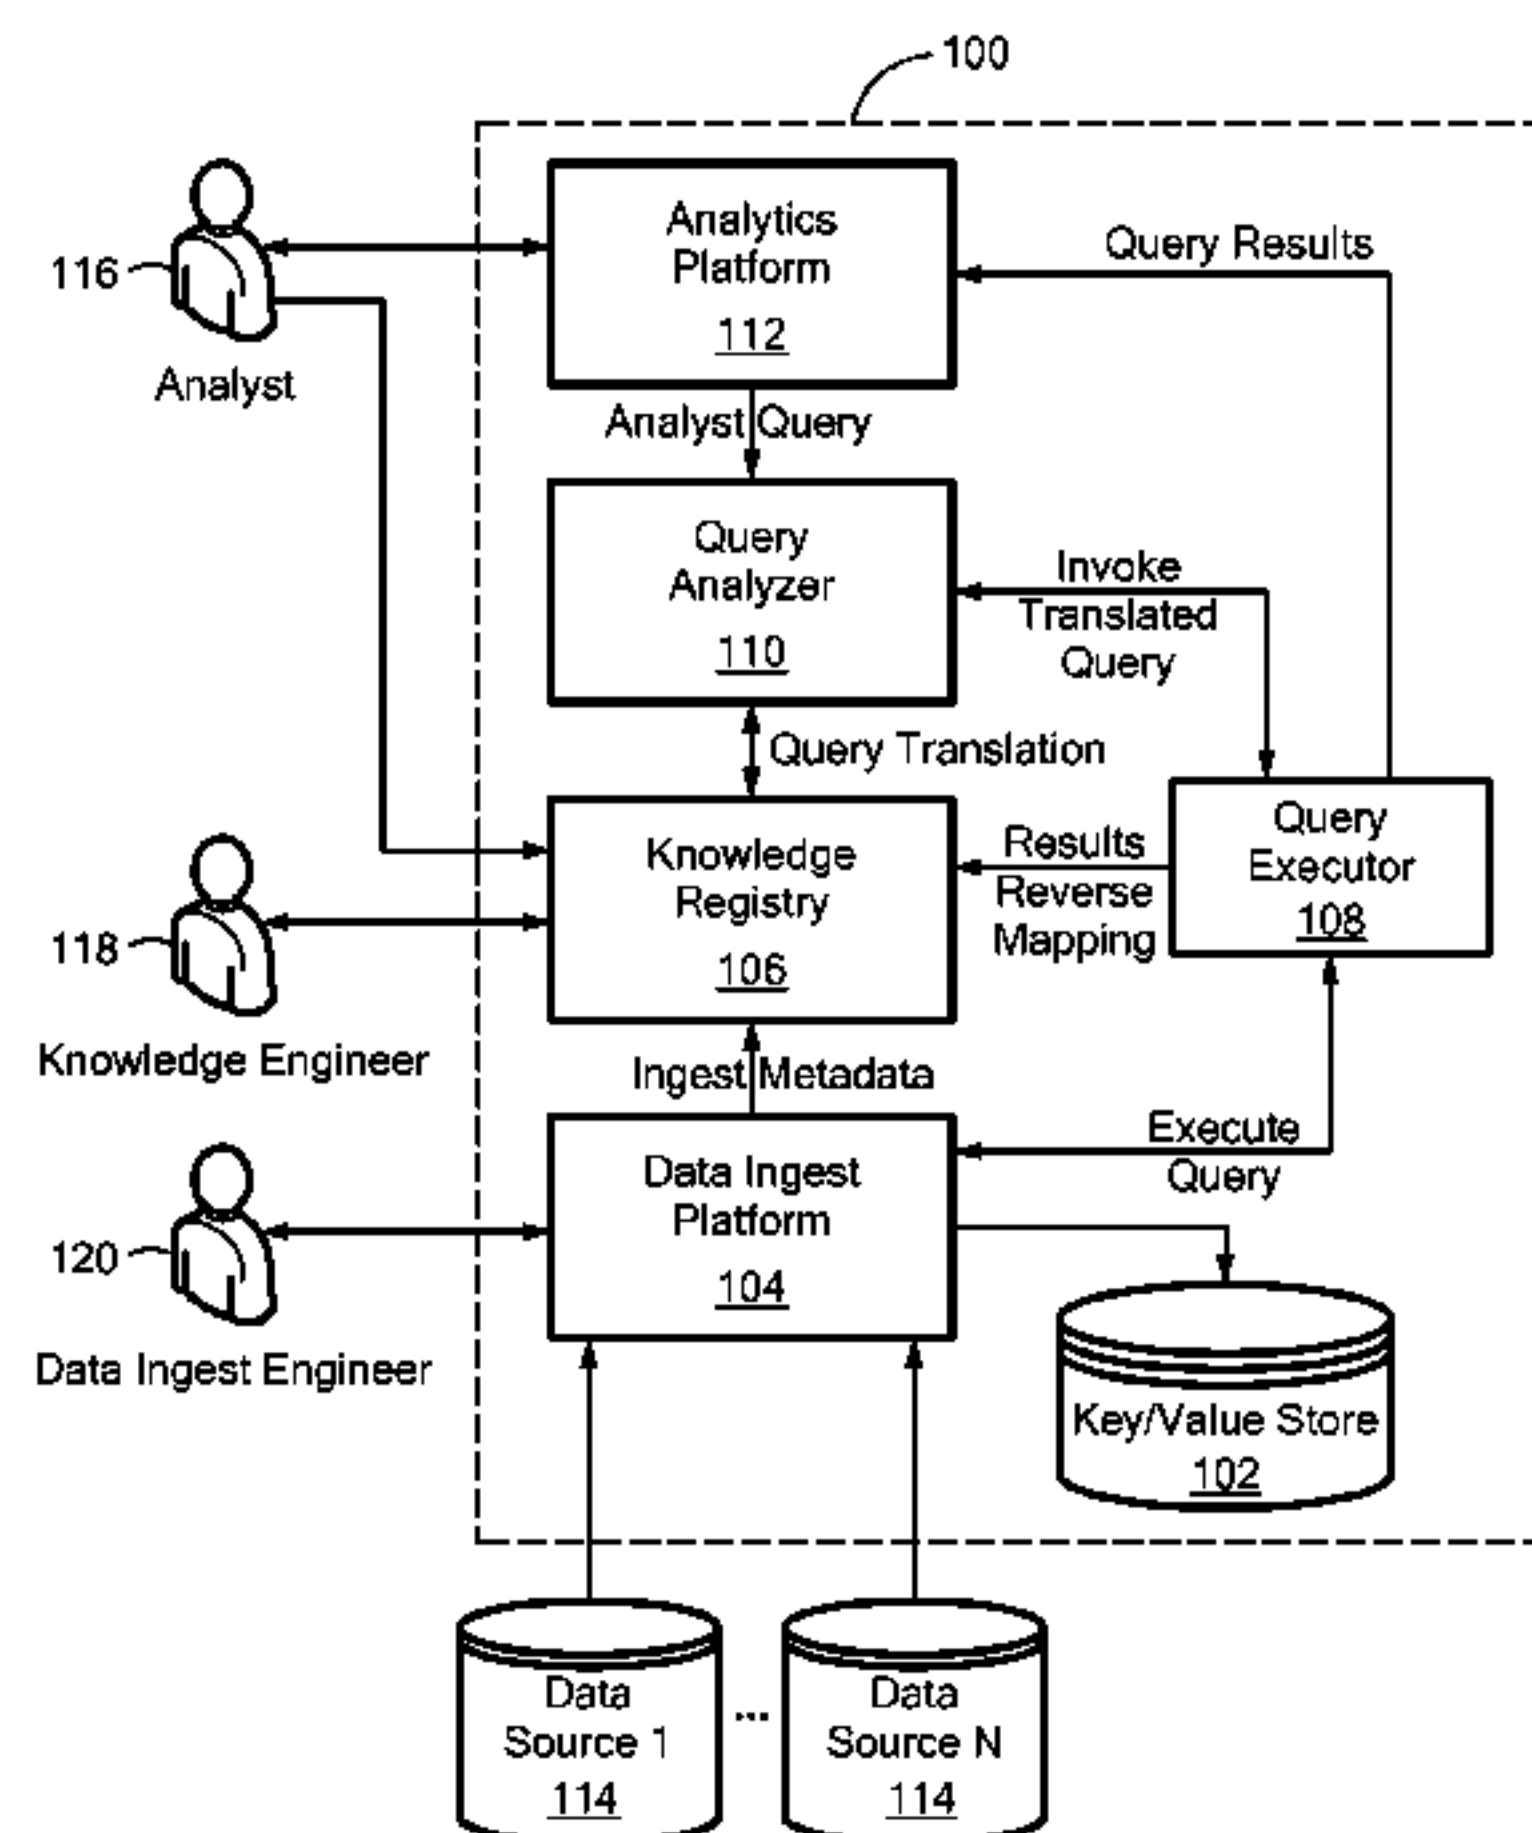 100
Analytics
Platform
112
Query Results
116
Analyst
Analyst Query
Query
Analyzer
110
Invoke
Translated
Query
Query Translation
Knowledge
Registry
106
Results
Reverse
Mapping
Query
Executor
108
118
Knowledge Engineer
Ingest Metadata
Data Ingest
Platform
104
Execute
Query
120
Data Ingest Engineer
Key/Value Store
102
Data
Source 1
114
...
Data
Source N
114